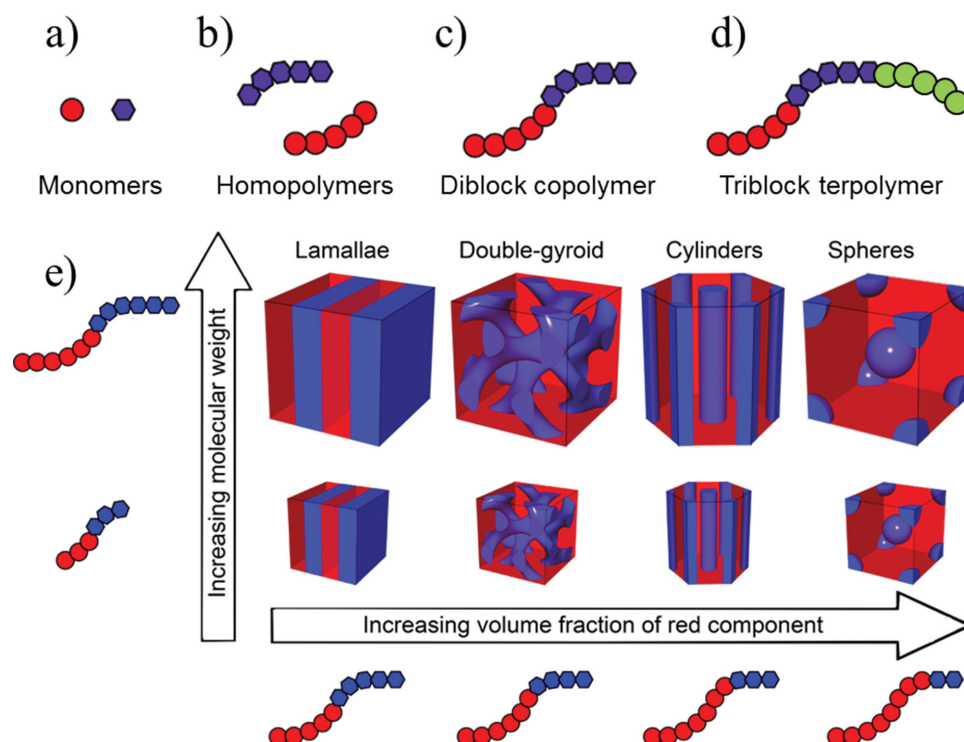 a)
b)
c)
d)
Monomers
Homopolymers
Diblock copolymer
Triblock terpolymer
e)
Increasing molecular weight
Lamallae
Double-gyroid
Cylinders
Spheres
Increasing volume fraction of red component